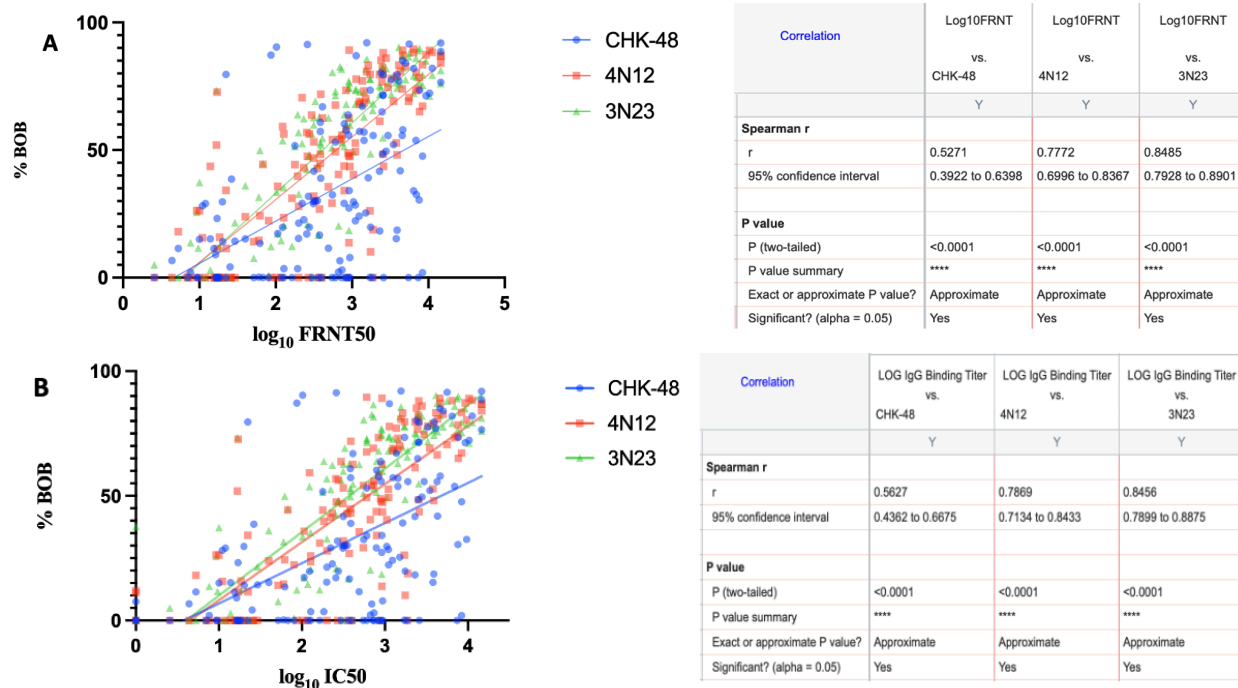 A
100
50
0
% BOB
0 1 2 3 4 5
log10 FRNT50
CHK-48
4N12
3N23
Correlation
Log10FRNT Log10FRNT Log10FRNT
vs. vs. vs.
CHK-48 4N12 3N23
Y Y Y
Spearman r
r 0.5271 0.7772 0.8485
95% confidence interval 0.3922 to 0.6398 0.6996 to 0.8367 0.7928 to 0.8901
P value
P (two-tailed) <0.0001 <0.0001 <0.0001
P value summary **** **** ****
Exact or approximate P value? Approximate Approximate Approximate
Significant? (alpha = 0.05) Yes Yes Yes
B
100
50
0
% BOB
0 1 2 3 4
log10 IC50
CHK-48
4N12
3N23
Correlation
LOG IgG Binding Titer LOG IgG Binding Titer LOG IgG Binding Titer
vs. vs. vs.
CHK-48 4N12 3N23
Y Y Y
Spearman r
r 0.5627 0.7869 0.8456
95% confidence interval 0.4362 to 0.6675 0.7134 to 0.8433 0.7899 to 0.8875
P value
P (two-tailed) <0.0001 <0.0001 <0.0001
P value summary **** **** ****
Exact or approximate P value? Approximate Approximate Approximate
Significant? (alpha = 0.05) Yes Yes Yes